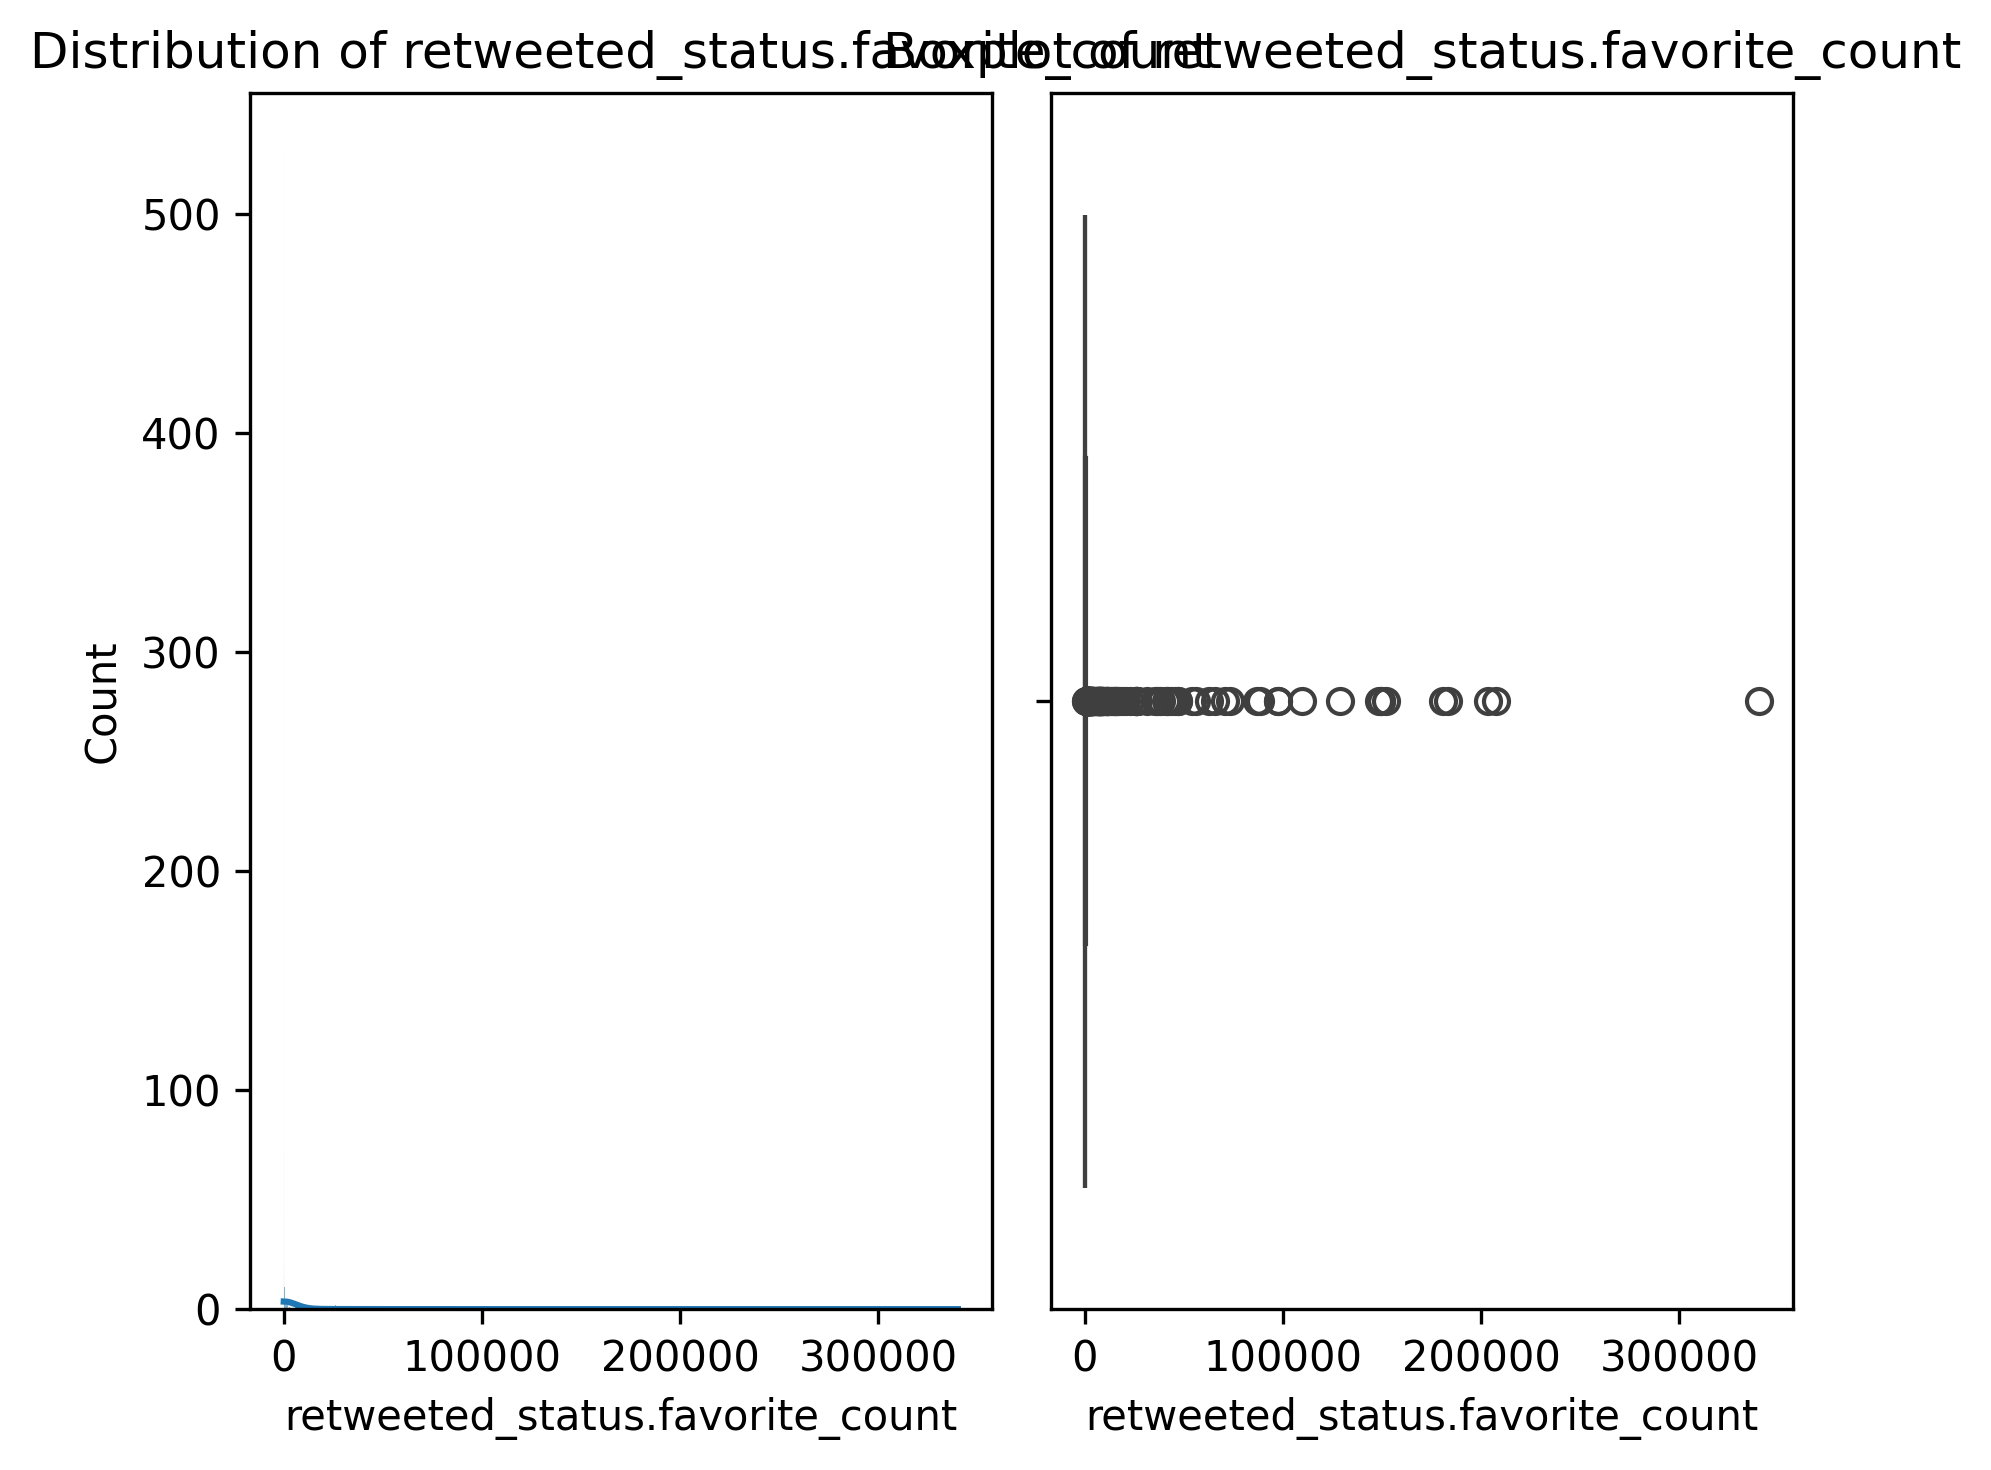 Distribution of retweeted_status.favorite_count
Boxplot of retweeted_status.favorite_count
500
400
300
200
100
0
Count
0 100000 200000 300000
retweeted_status.favorite_count
0 100000 200000 300000
retweeted_status.favorite_count